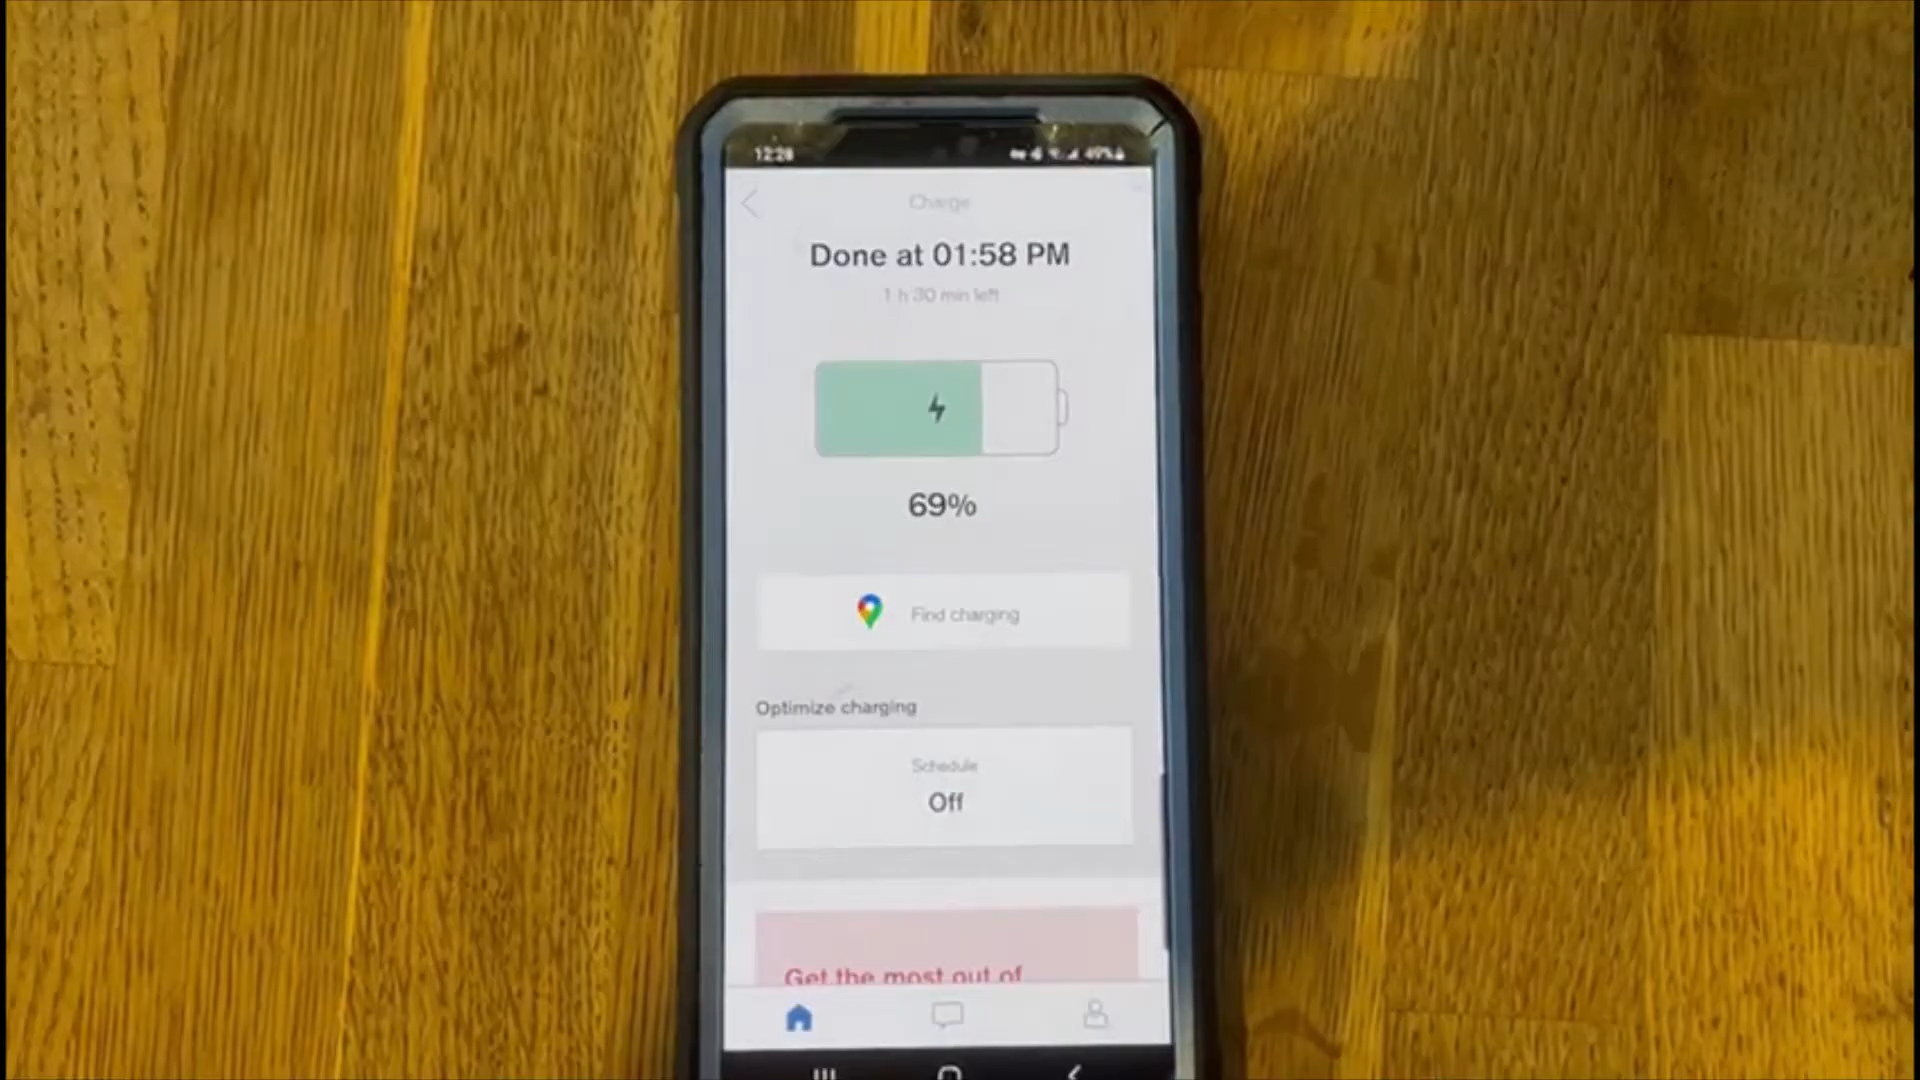 12:28
49%
Charge
Done at 01:58 PM
1 h 30 min left
69%
Find charging
Optimize charging
Schedule
Off
Get the most out of